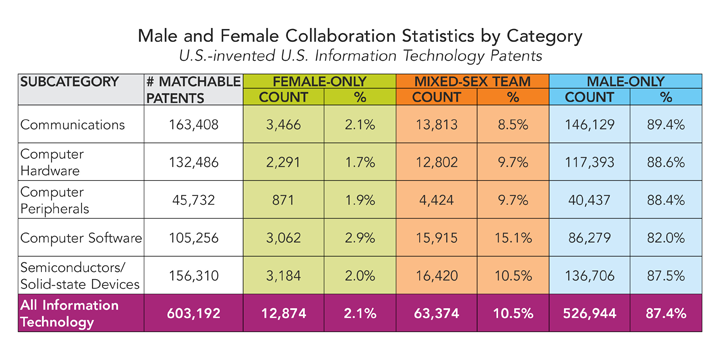 Male and Female Collaboration Statistics by Category
U.S.-invented U.S. Information Technology Patents
SUBCATEGORY # MATCHABLE PATENTS FEMALE-ONLY MIXED-SEX TEAM MALE-ONLY
COUNT % COUNT % COUNT %
Communications 163,408 3,466 2.1% 13,813 8.5% 146,129 89.4%
Computer Hardware 132,486 2,291 1.7% 12,802 9.7% 117,393 88.6%
Computer Peripherals 45,732 871 1.9% 4,424 9.7% 40,437 88.4%
Computer Software 105,256 3,062 2.9% 15,915 15.1% 86,279 82.0%
Semiconductors/ Solid-state Devices 156,310 3,184 2.0% 16,420 10.5% 136,706 87.5%
All Information Technology 603,192 12,874 2.1% 63,374 10.5% 526,944 87.4%